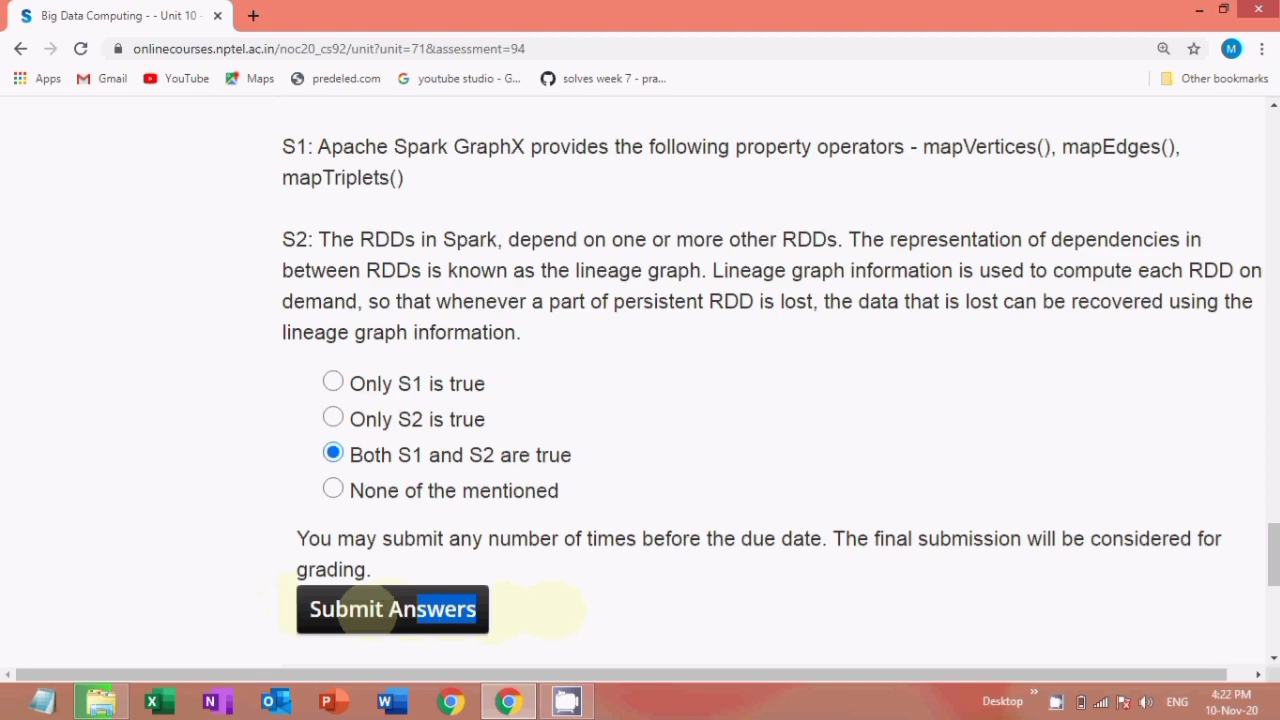 Big Data Computing - - Unit 10 -
onlinecourses.nptel.ac.in/noc20_cs92/unit?unit=71&assessment=94
M
Apps Gmail YouTube Maps predeled.com youtube studio - G... solves week 7 - pra... Other bookmarks
S1: Apache Spark GraphX provides the following property operators - mapVertices(), mapEdges(),
mapTriplets()
S2: The RDDs in Spark, depend on one or more other RDDs. The representation of dependencies in
between RDDs is known as the lineage graph. Lineage graph information is used to compute each RDD on
demand, so that whenever a part of persistent RDD is lost, the data that is lost can be recovered using the
lineage graph information.
Only S1 is true
Only S2 is true
Both S1 and S2 are true
None of the mentioned
You may submit any number of times before the due date. The final submission will be considered for
grading.
Submit Answers
Desktop ENG 4:22 PM
10-Nov-20